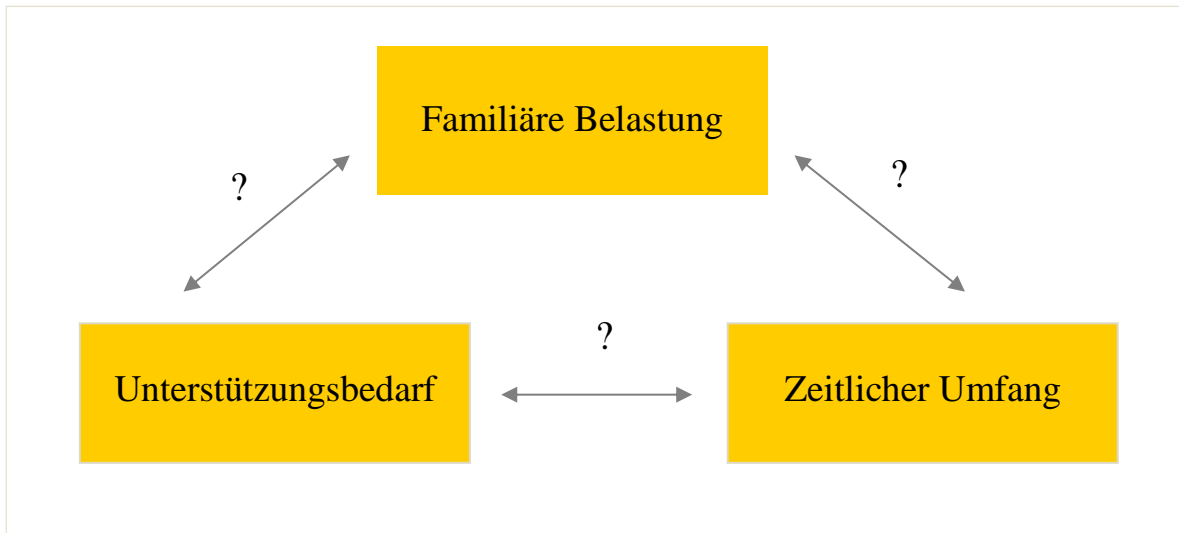 Familiäre Belastung
?
?
?
Unterstützungsbedarf
Zeitlicher Umfang